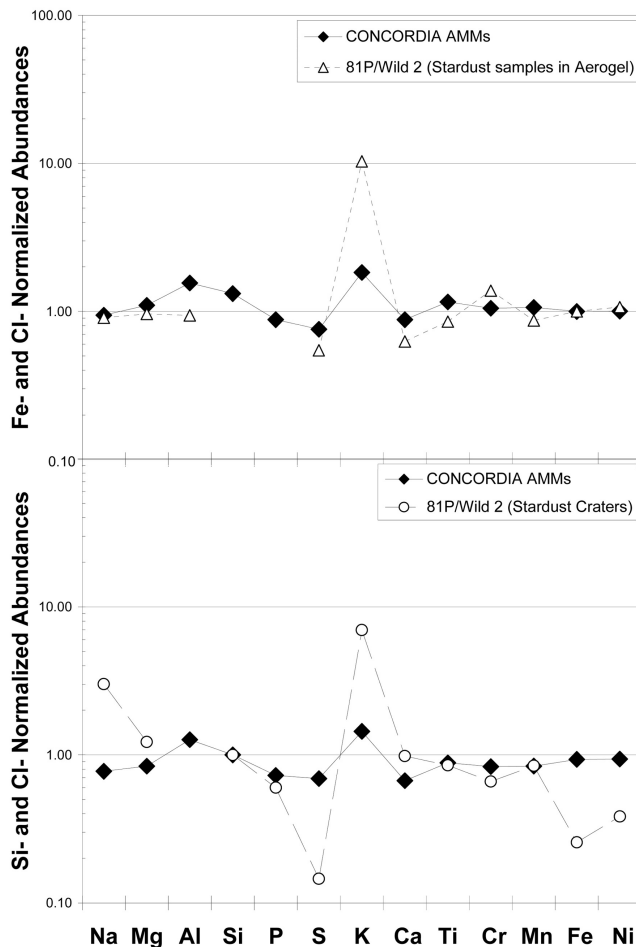 100.00
CONCORDIA AMMs
81P/Wild 2 (Stardust samples in Aerogel)
10.00
1.00
0.10
Fe- and CI- Normalized Abundances
CONCORDIA AMMs
81P/Wild 2 (Stardust Craters)
10.00
1.00
0.10
Si- and CI- Normalized Abundances
Na Mg Al Si P S K Ca Ti Cr Mn Fe Ni